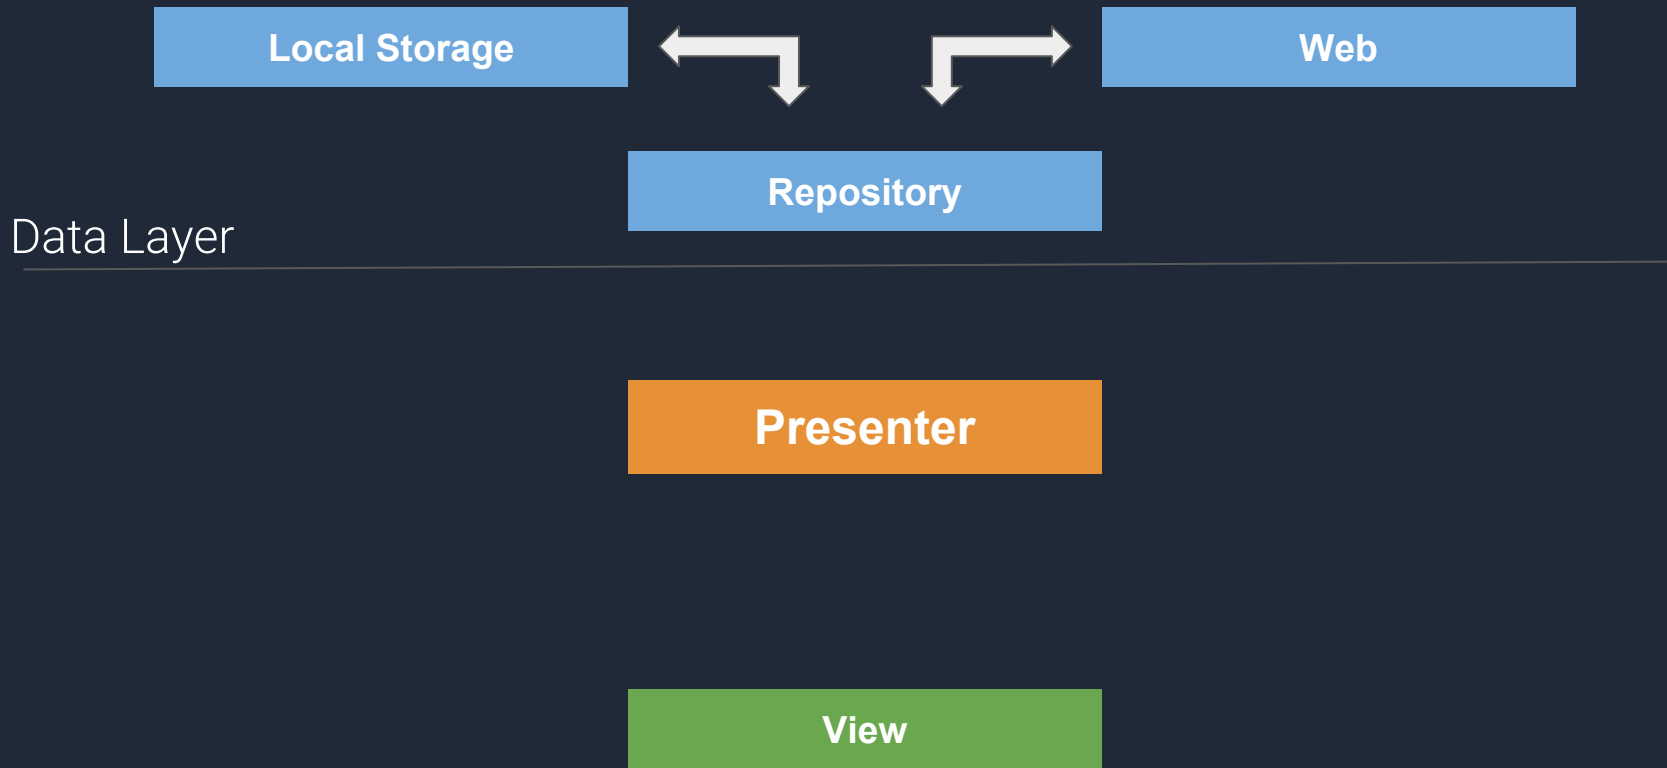 Local Storage
Web
Repository
Data Layer
Presenter
View